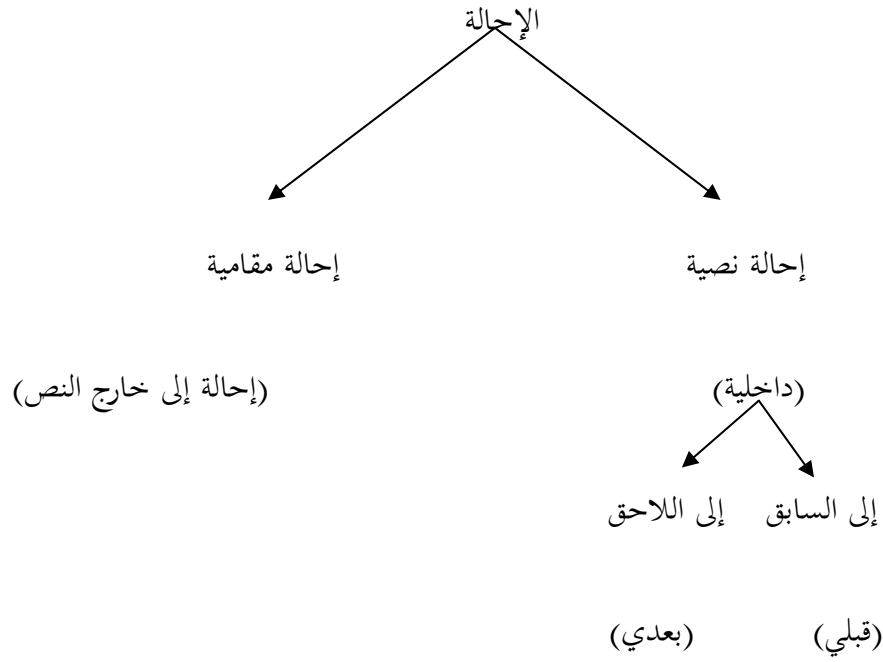 الإحالة
إحالة نصية إحالة مقامية
(داخلية) (إحالة إلى خارج النص)
إلى السابق إلى اللاحق
(قبلي) (بعدي)